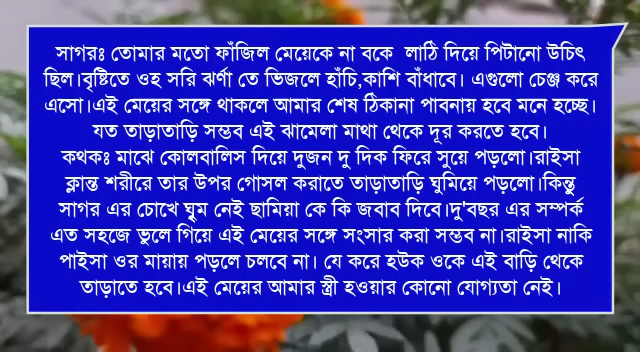 সাগরঃ তোমার মতো ফাঁজিল মেয়েকে না বকে লাঠি দিয়ে পিটানো উচিৎ
ছিল।বৃষ্টিতে ওহ সরি ঝর্ণা তে ভিজলে হাঁচি,কাশি বাঁধাবে। এগুলো চেঞ্জ করে
এসো।এই মেয়ের সঙ্গে থাকলে আমার শেষ ঠিকানা পাবনায় হবে মনে হচ্ছে।
যত তাড়াতাড়ি সম্ভব এই ঝামেলা মাথা থেকে দূর করতে হবে।
কথকঃ মাঝে কোলবালিস দিয়ে দুজন দু দিক ফিরে সুয়ে পড়লো।রাইসা
ক্লান্ত শরীরে তার উপর গোসল করাতে তাড়াতাড়ি ঘুমিয়ে পড়লো।কিন্তু
সাগর এর চোখে ঘুুম নেই ছামিয়া কে কি জবাব দিবে।দু'বছর এর সম্পর্ক
এত সহজে ভুলে গিয়ে এই মেয়ের সঙ্গে সংসার করা সম্ভব না।রাইসা নাকি
পাইসা ওর মায়ায় পড়লে চলবে না। যে করে হউক ওকে এই বাড়ি থেকে
তাড়াতে হবে।এই মেয়ের আমার স্ত্রী হওয়ার কোনো যোগ্যতা নেই।